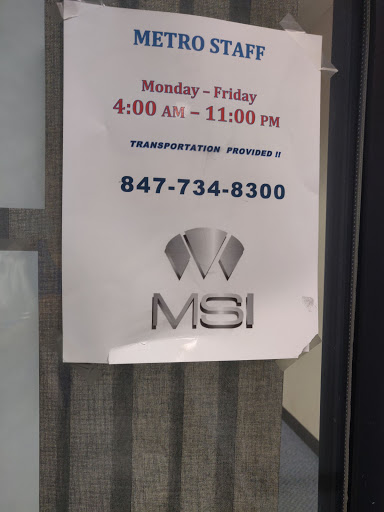 METRO STAFF
Monday – Friday
4:00 AM – 11:00 PM
TRANSPORTATION PROVIDED !!
847-734-8300
MSI